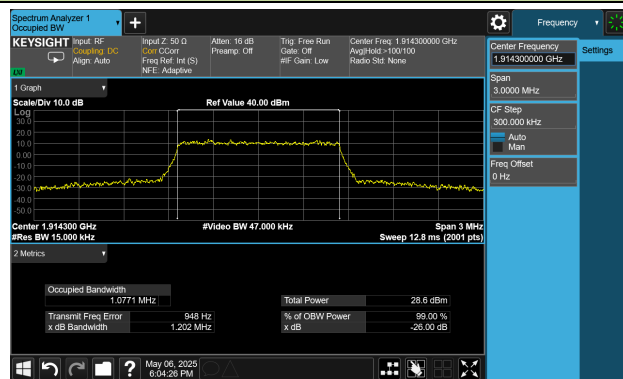 Spectrum Analyzer 1
Occupied BW
Frequency
KEYSIGHT
Input: RF
Coupling: DC
Align: Auto
Input Z: 50 Ω
Corr CCorr
Freq Ref: Int (S)
NFE: Adaptive
Atten: 16 dB
Preamp: Off
Trig: Free Run
Gate: Off
#IF Gain: Low
Center Freq: 1.914300000 GHz
Avg|Hold:>100/100
Radio Std: None
LXI
Center Frequency
1.914300000 GHz
Settings
Span
3.0000 MHz
CF Step
300.000 kHz
Auto
Man
Freq Offset
0 Hz
1 Graph
Scale/Div 10.0 dB
Ref Value 40.00 dBm
Log
30.0
20.0
10.0
0.00
-10.0
-20.0
-30.0
-40.0
-50.0
Center 1.914300 GHz
#Video BW 47.000 kHz
Span 3 MHz
#Res BW 15.000 kHz
Sweep 12.8 ms (2001 pts)
2 Metrics
Occupied Bandwidth
1.0771 MHz
Total Power 28.6 dBm
Transmit Freq Error 948 Hz
% of OBW Power 99.00 %
x dB Bandwidth 1.202 MHz
x dB -26.00 dB
May 06, 2025
6:04:26 PM